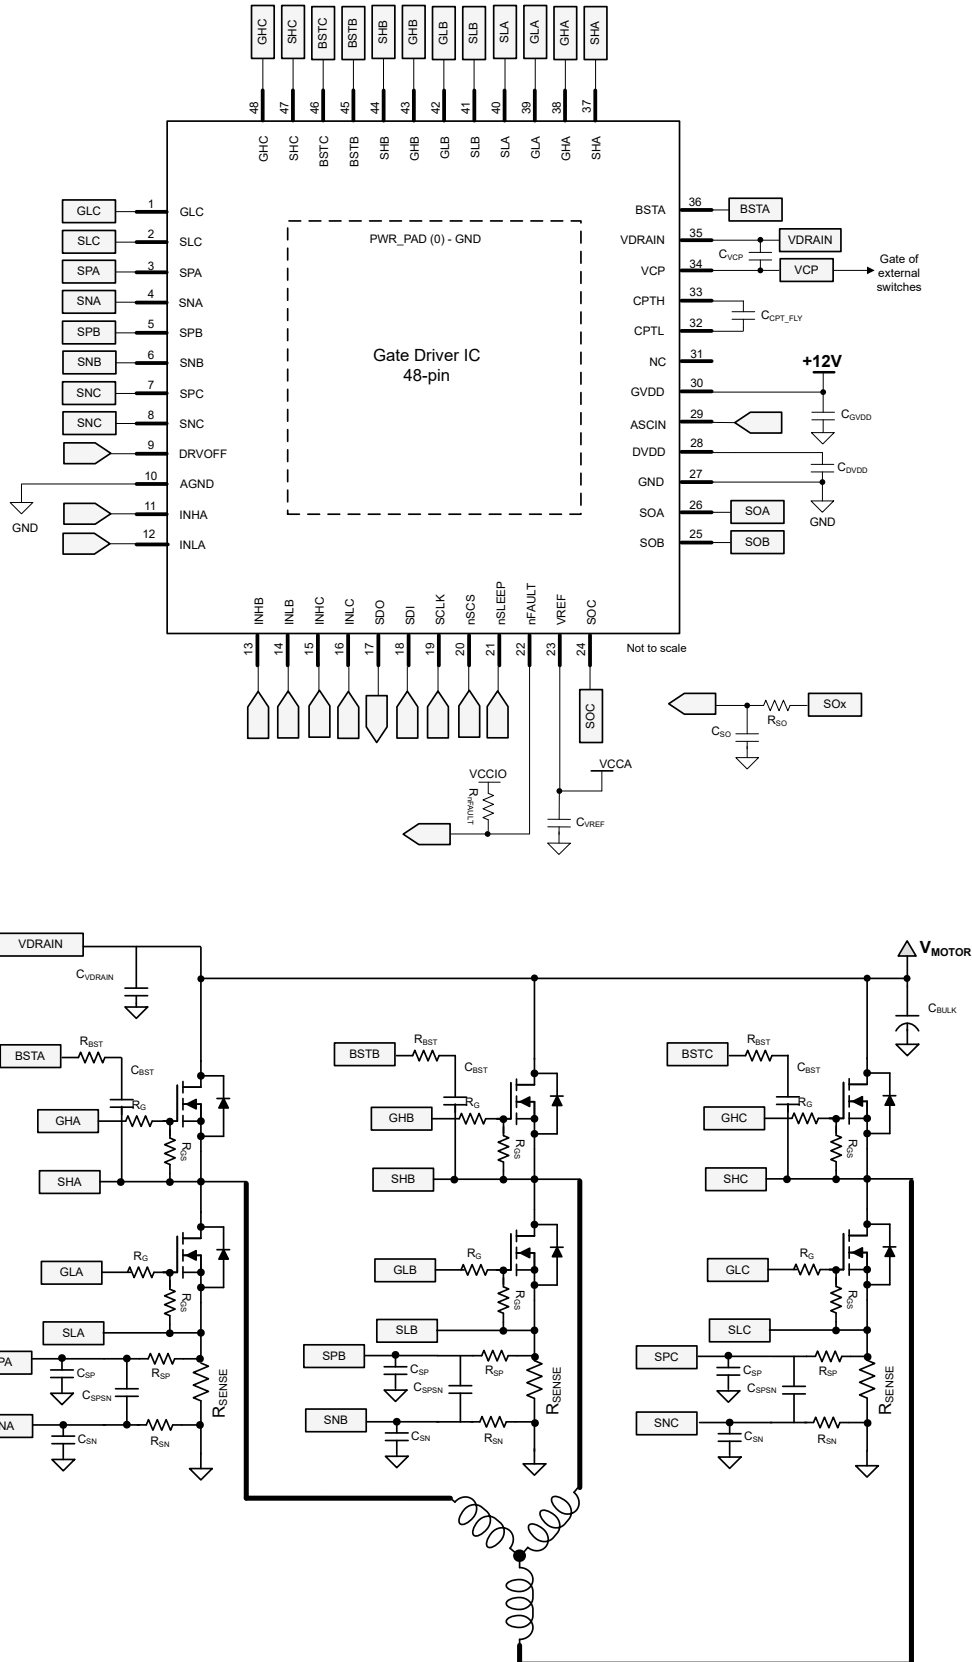 GHC SHC BSTC BSTB SHB GHB GLB SLB SLA GLA GHA SHA
48 47 46 45 44 43 42 41 40 39 38 37
GHC SHC BSTC BSTB SHB GHB GLB SLB SLA GLA GHA SHA
GLC 1 GLC
SLC 2 SLC
SPA 3 SPA
SNA 4 SNA
SPB 5 SPB
SNB 6 SNB
SNC 7 SPC
SNC 8 SNC
9 DRVOFF
10 AGND
GND
11 INHA
12 INLA
PWR_PAD (0) - GND
Gate Driver IC
48-pin
BSTA 36 BSTA
VDRAIN 35 VDRAIN
CVCP
VCP 34 VCP
Gate of
external
switches
CPTH 33
CCPT_FLY
CPTL 32
NC 31
+12V
GVDD 30
CGVDD
ASCIN 29
DVDD 28
CDVDD
GND 27
GND
SOA 26 SOA
SOB 25 SOB
INHB INLB INHC INLC SDO SDI SCLK nSCS nSLEEP nFAULT VREF SOC
13 14 15 16 17 18 19 20 21 22 23 24
Not to scale
SOC
SOx
RSO
CSO
VCCIO
RnFAULT
VCCA
CVREF
VDRAIN
CVDRAIN
VMOTOR
CBULK
BSTA RBST CBST
GHA RG RGS
SHA
GLA RG RGS
SLA
PA CSP RSP
CSPSN RSENSE
NA CSN RSN
BSTB RBST CBST
GHB RG RGS
SHB
GLB RG RGS
SLB
SPB CSP RSP
CSPSN RSENSE
SNB CSN RSN
BSTC RBST CBST
GHC RG RGS
SHC
GLC RG RGS
SLC
SPC CSP RSP
CSPSN RSENSE
SNC CSN RSN